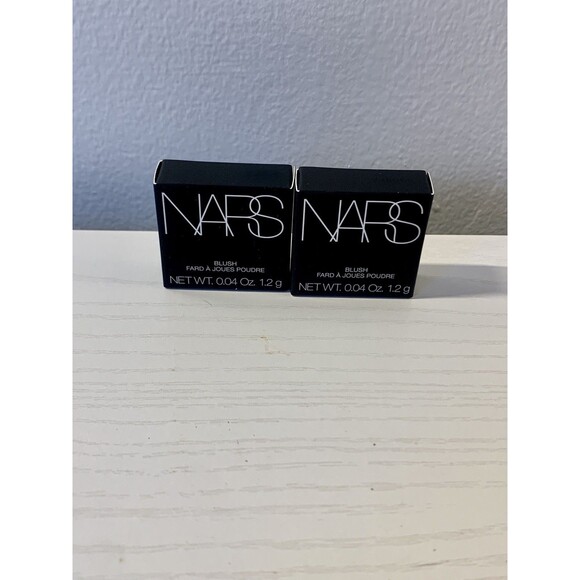 NARS
BLUSH
FARD À JOUES POUDRE
NET WT. 0.04 Oz. 1.2 g
NARS
BLUSH
FARD À JOUES POUDRE
NET WT. 0.04 Oz. 1.2 g